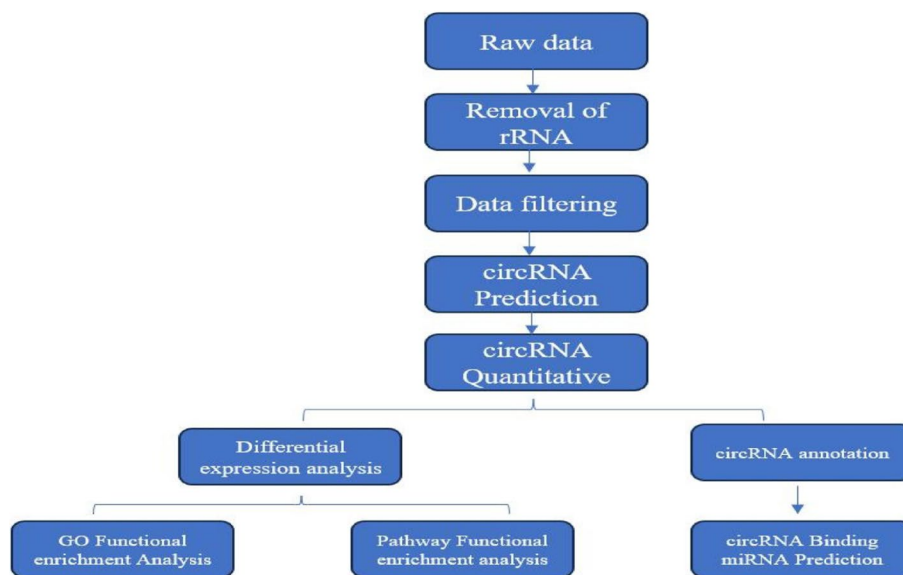 Raw data
Removal of
rRNA
Data filtering
circRNA
Prediction
circRNA
Quantitative
Differential
expression analysis
circRNA annotation
GO Functional
enrichment Analysis
Pathway Functional
enrichment analysis
circRNA Binding
miRNA Prediction